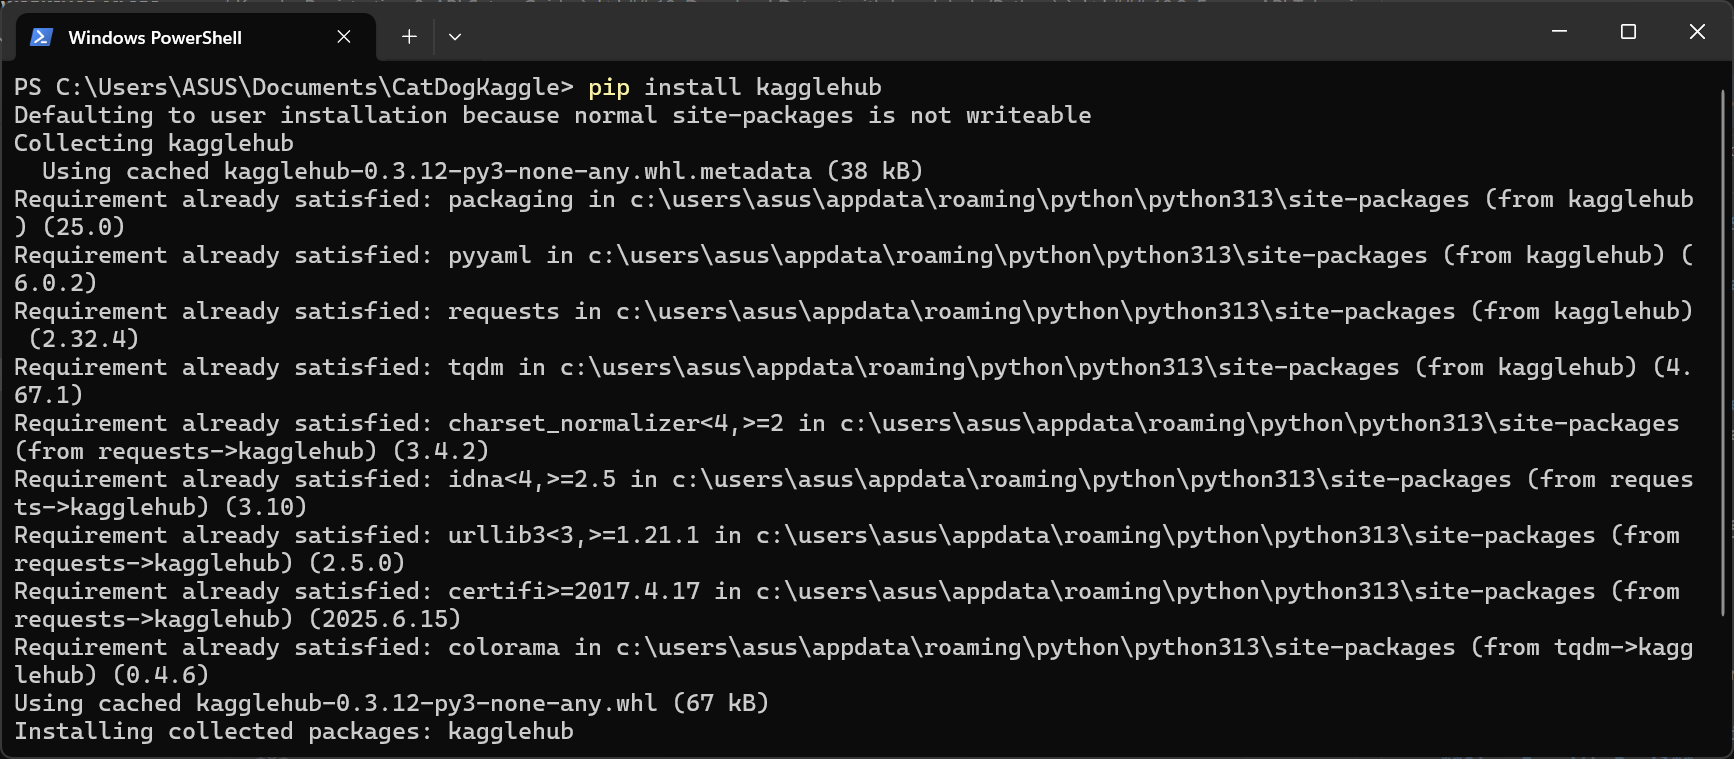 Windows PowerShell
PS C:\Users\ASUS\Documents\CatDogKaggle> pip install kagglehub
Defaulting to user installation because normal site-packages is not writeable
Collecting kagglehub
  Using cached kagglehub-0.3.12-py3-none-any.whl.metadata (38 kB)
Requirement already satisfied: packaging in c:\users\asus\appdata\roaming\python\python313\site-packages (from kagglehub
) (25.0)
Requirement already satisfied: pyyaml in c:\users\asus\appdata\roaming\python\python313\site-packages (from kagglehub) (
6.0.2)
Requirement already satisfied: requests in c:\users\asus\appdata\roaming\python\python313\site-packages (from kagglehub)
 (2.32.4)
Requirement already satisfied: tqdm in c:\users\asus\appdata\roaming\python\python313\site-packages (from kagglehub) (4.
67.1)
Requirement already satisfied: charset_normalizer<4,>=2 in c:\users\asus\appdata\roaming\python\python313\site-packages
(from requests->kagglehub) (3.4.2)
Requirement already satisfied: idna<4,>=2.5 in c:\users\asus\appdata\roaming\python\python313\site-packages (from reques
ts->kagglehub) (3.10)
Requirement already satisfied: urllib3<3,>=1.21.1 in c:\users\asus\appdata\roaming\python\python313\site-packages (from
requests->kagglehub) (2.5.0)
Requirement already satisfied: certifi>=2017.4.17 in c:\users\asus\appdata\roaming\python\python313\site-packages (from
requests->kagglehub) (2025.6.15)
Requirement already satisfied: colorama in c:\users\asus\appdata\roaming\python\python313\site-packages (from tqdm->kagg
lehub) (0.4.6)
Using cached kagglehub-0.3.12-py3-none-any.whl (67 kB)
Installing collected packages: kagglehub